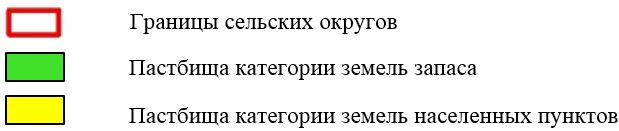 Границы сельских округов
Пастбища категории земель запаса
Пастбища категории земель населенных пунктов